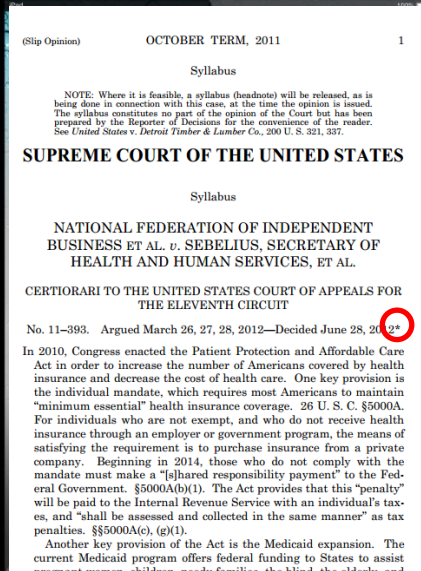 (Slip Opinion) OCTOBER TERM, 2011 1
Syllabus
NOTE: Where it is feasible, a syllabus (headnote) will be released, as
being done in connection with this case, at the time the opinion is issued.
The syllabus constitutes no part of the opinion of the Court but has been
prepared by the Reporter of Decisions for the convenience of the reader.
See United States v. Detroit Timber & Lumber Co., 200 U. S. 321, 337.
SUPREME COURT OF THE UNITED STATES
Syllabus
NATIONAL FEDERATION OF INDEPENDENT
BUSINESS ET AL. v. SEBELIUS, SECRETARY OF
HEALTH AND HUMAN SERVICES, ET AL.
CERTIORARI TO THE UNITED STATES COURT OF APPEALS FOR
THE ELEVENTH CIRCUIT
No. 11–393. Argued March 26, 27, 28, 2012—Decided June 28, 2012*
In 2010, Congress enacted the Patient Protection and Affordable Care
Act in order to increase the number of Americans covered by health
insurance and decrease the cost of health care. One key provision is
the individual mandate, which requires most Americans to maintain
“minimum essential” health insurance coverage. 26 U. S. C. §5000A.
For individuals who are not exempt, and who do not receive health
insurance through an employer or government program, the means of
satisfying the requirement is to purchase insurance from a private
company. Beginning in 2014, those who do not comply with the
mandate must make a “[s]hared responsibility payment” to the Fed-
eral Government. §5000A(b)(1). The Act provides that this “penalty”
will be paid to the Internal Revenue Service with an individual’s tax-
es, and “shall be assessed and collected in the same manner” as tax
penalties. §§5000A(c), (g)(1).
Another key provision of the Act is the Medicaid expansion. The
current Medicaid program offers federal funding to States to assist
pregnant women, children, needy families, the blind, the elderly, and